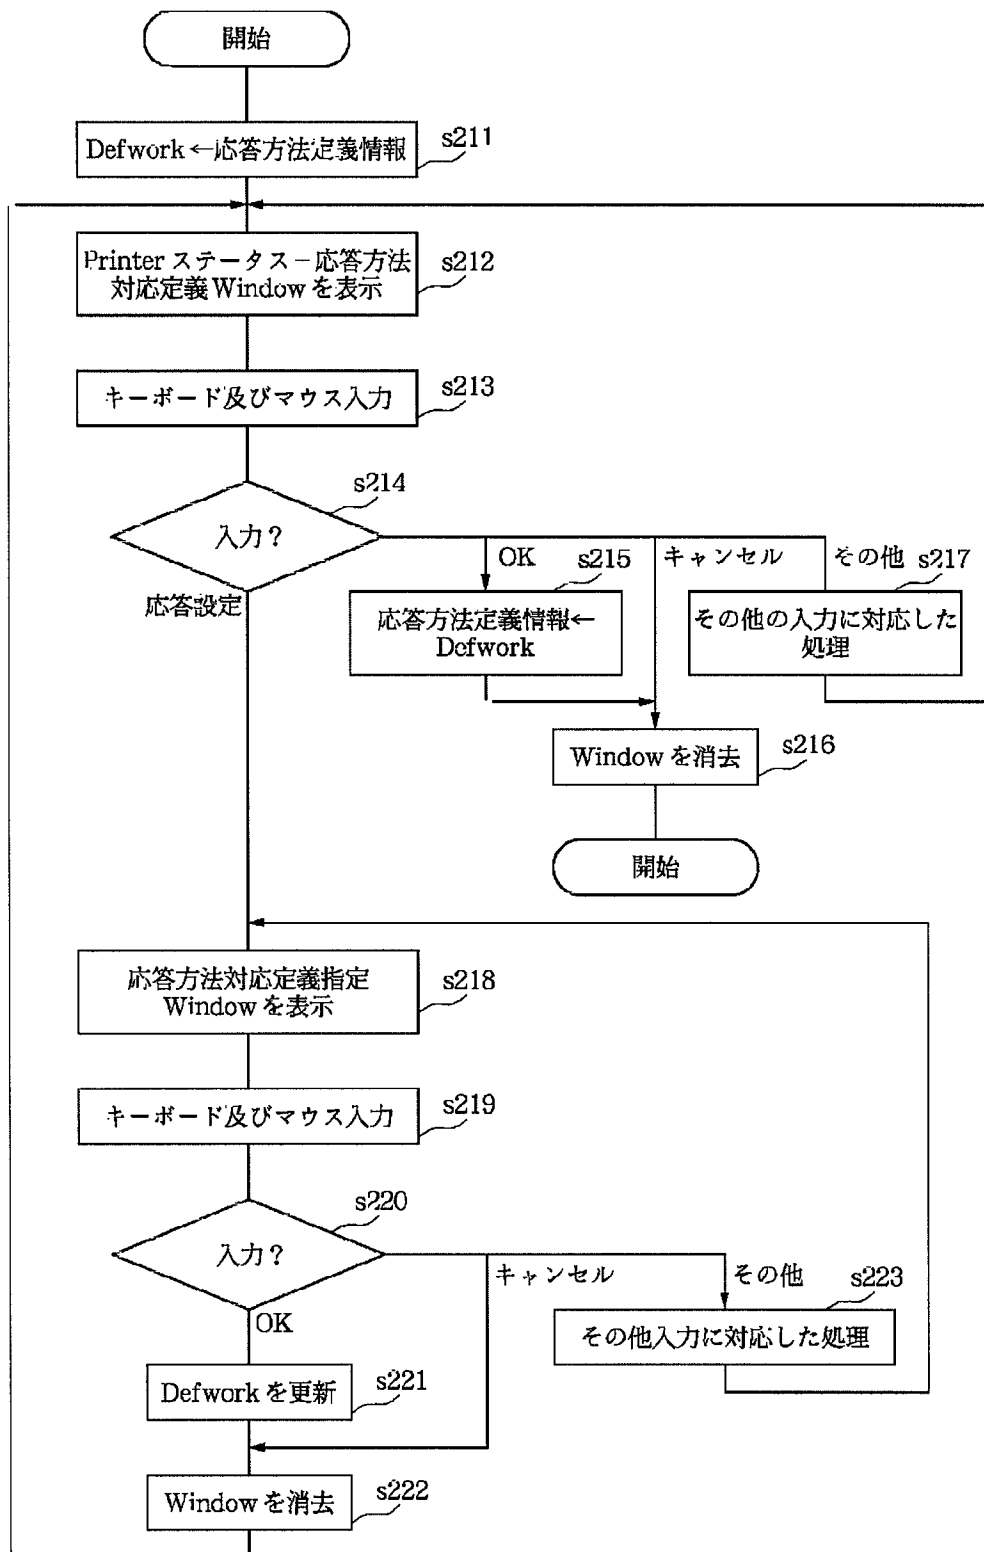 開始
Defwork←応答方法定義情報
s211
Printer ステータス－応答方法
対応定義 Window を表示
s212
キーボード及びマウス入力
s213
入力？
s214
応答設定
OK
キャンセル
その他
応答方法定義情報←
Defwork
s215
その他の入力に対応した
処理
s217
Window を消去
s216
開始
応答方法対応定義指定
Window を表示
s218
キーボード及びマウス入力
s219
入力？
s220
OK
キャンセル
その他
その他入力に対応した処理
s223
Defwork を更新
s221
Window を消去
s222